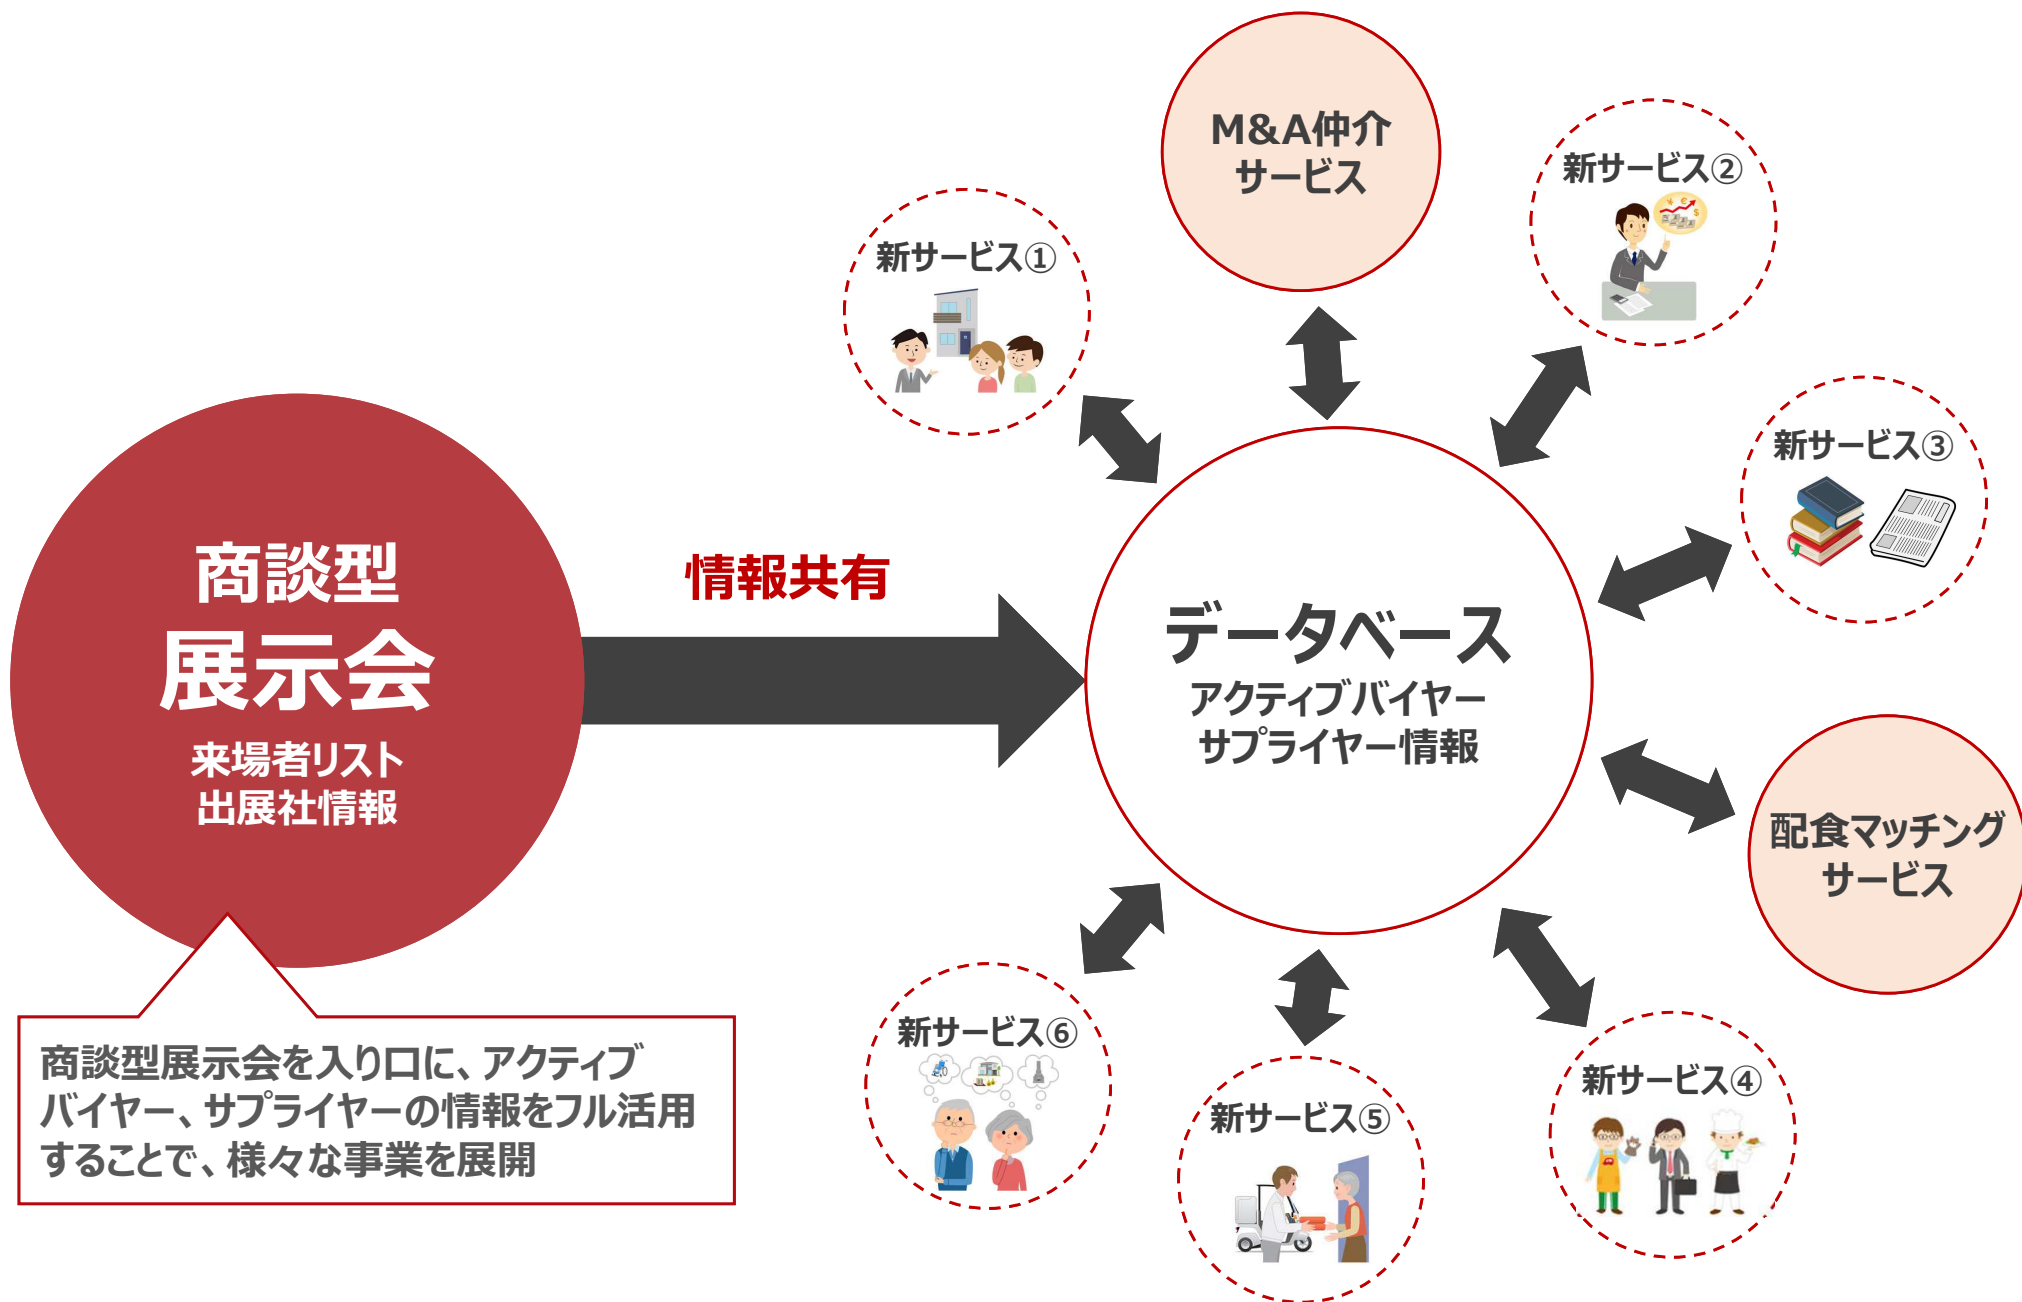 商談型
展示会
来場者リスト
出展社情報
商談型展示会を入り口に、アクティブ
バイヤー、サプライヤーの情報をフル活用
することで、様々な事業を展開
情報共有
データベース
アクティブバイヤー
サプライヤー情報
新サービス①
M&A仲介
サービス
新サービス②
新サービス③
配食マッチング
サービス
新サービス④
新サービス⑤
新サービス⑥